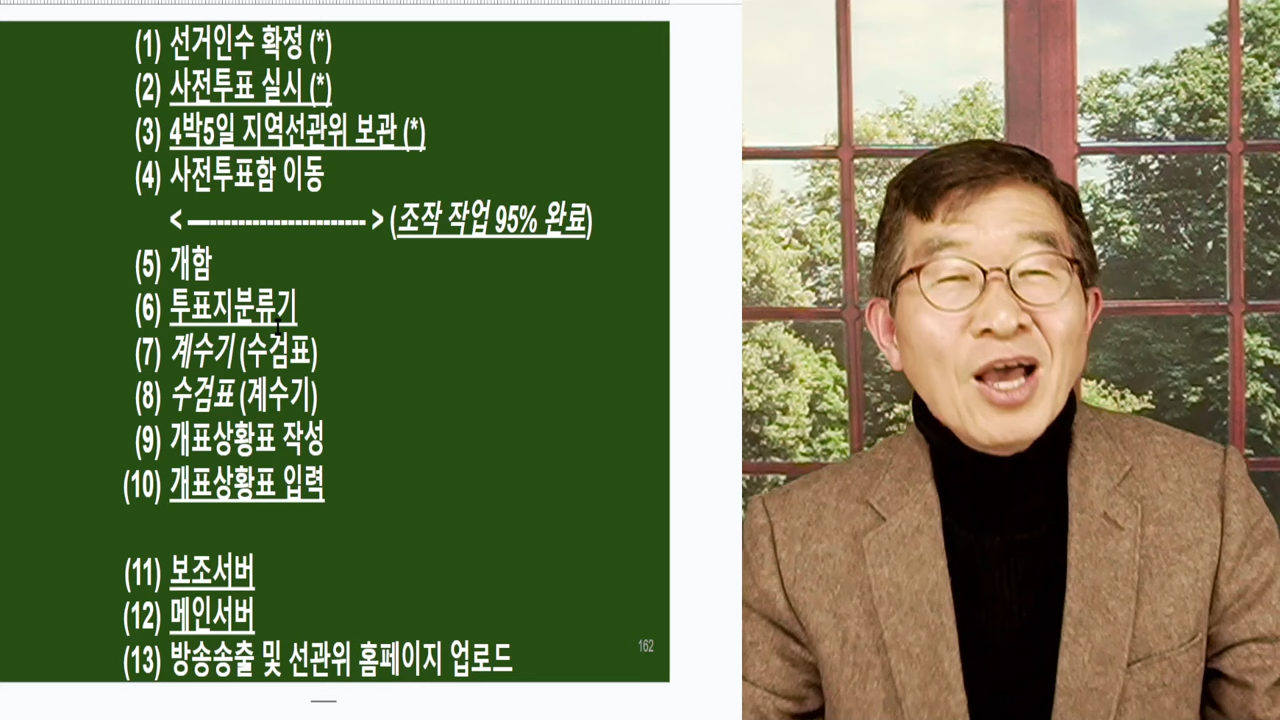 (1) 선거인수 확정 (*)
(2) 사전투표 실시 (*)
(3) 4박5일 지역선관위 보관 (*)
(4) 사전투표함 이동
< ----------------------- > (조작 작업 95% 완료)
(5) 개함
(6) 투표지분류기
(7) 계수기 (수검표)
(8) 수검표 (계수기)
(9) 개표상황표 작성
(10) 개표상황표 입력
(11) 보조서버
(12) 메인서버
(13) 방송송출 및 선관위 홈페이지 업로드
162